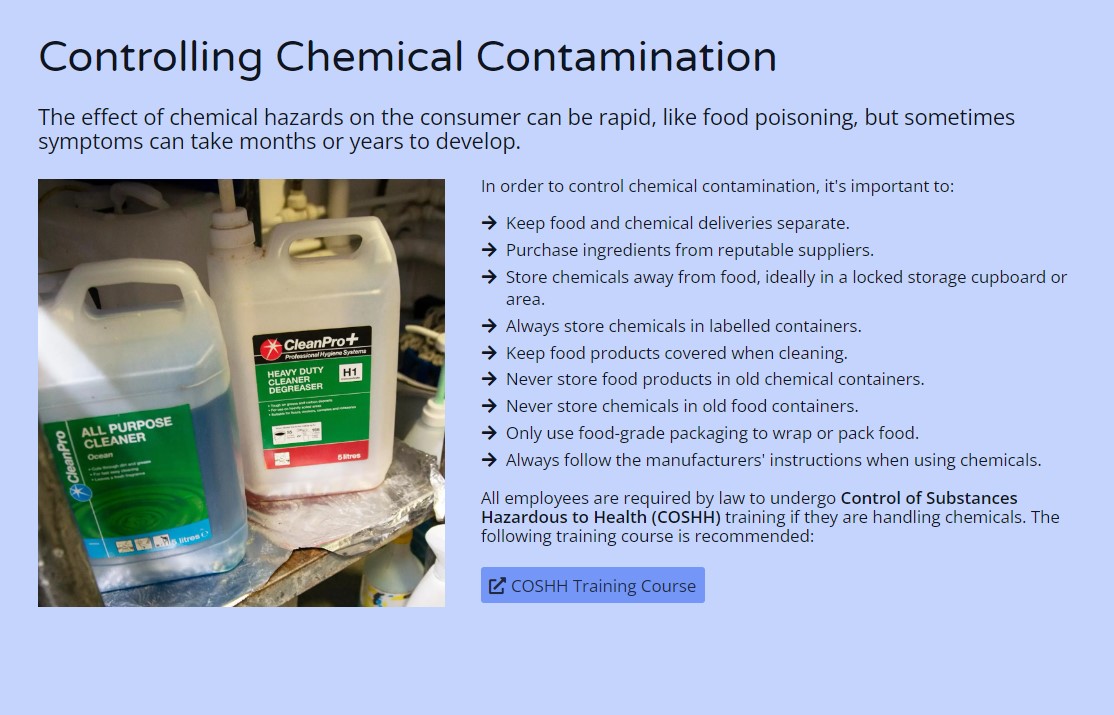 Controlling Chemical Contamination
The effect of chemical hazards on the consumer can be rapid, like food poisoning, but sometimes
symptoms can take months or years to develop.
In order to control chemical contamination, it's important to:
Keep food and chemical deliveries separate.
Purchase ingredients from reputable suppliers.
Store chemicals away from food, ideally in a locked storage cupboard or
area.
Always store chemicals in labelled containers.
Keep food products covered when cleaning.
Never store food products in old chemical containers.
Never store chemicals in old food containers.
Only use food-grade packaging to wrap or pack food.
Always follow the manufacturers' instructions when using chemicals.
All employees are required by law to undergo Control of Substances
Hazardous to Health (COSHH) training if they are handling chemicals. The
following training course is recommended:
COSHH Training Course
CleanPro+
Professional Hygiene Systems
HEAVY DUTY
CLEANER
DEGREASER
H1
5 litres
CleanPro
ALL PURPOSE
CLEANER
Ocean
litres